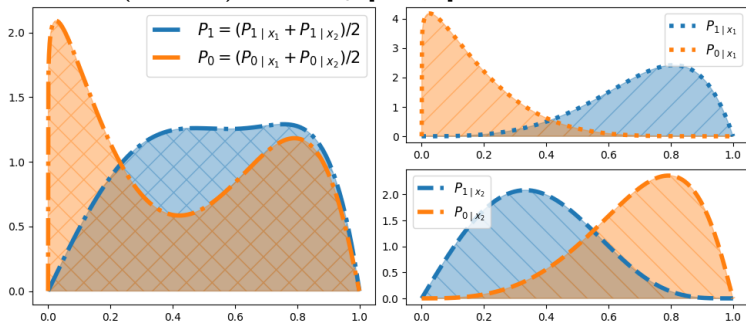 P₁ = (P₁ | ₓ₁ + P₁ | ₓ₂)/2
P₀ = (P₀ | ₓ₁ + P₀ | ₓ₂)/2
2.0
1.5
1.0
0.5
0.0
0.0 0.2 0.4 0.6 0.8 1.0
P₁ | ₓ₁
P₀ | ₓ₁
4
3
2
1
0
0.0 0.2 0.4 0.6 0.8 1.0
P₁ | ₓ₂
P₀ | ₓ₂
2.0
1.5
1.0
0.5
0.0
0.0 0.2 0.4 0.6 0.8 1.0